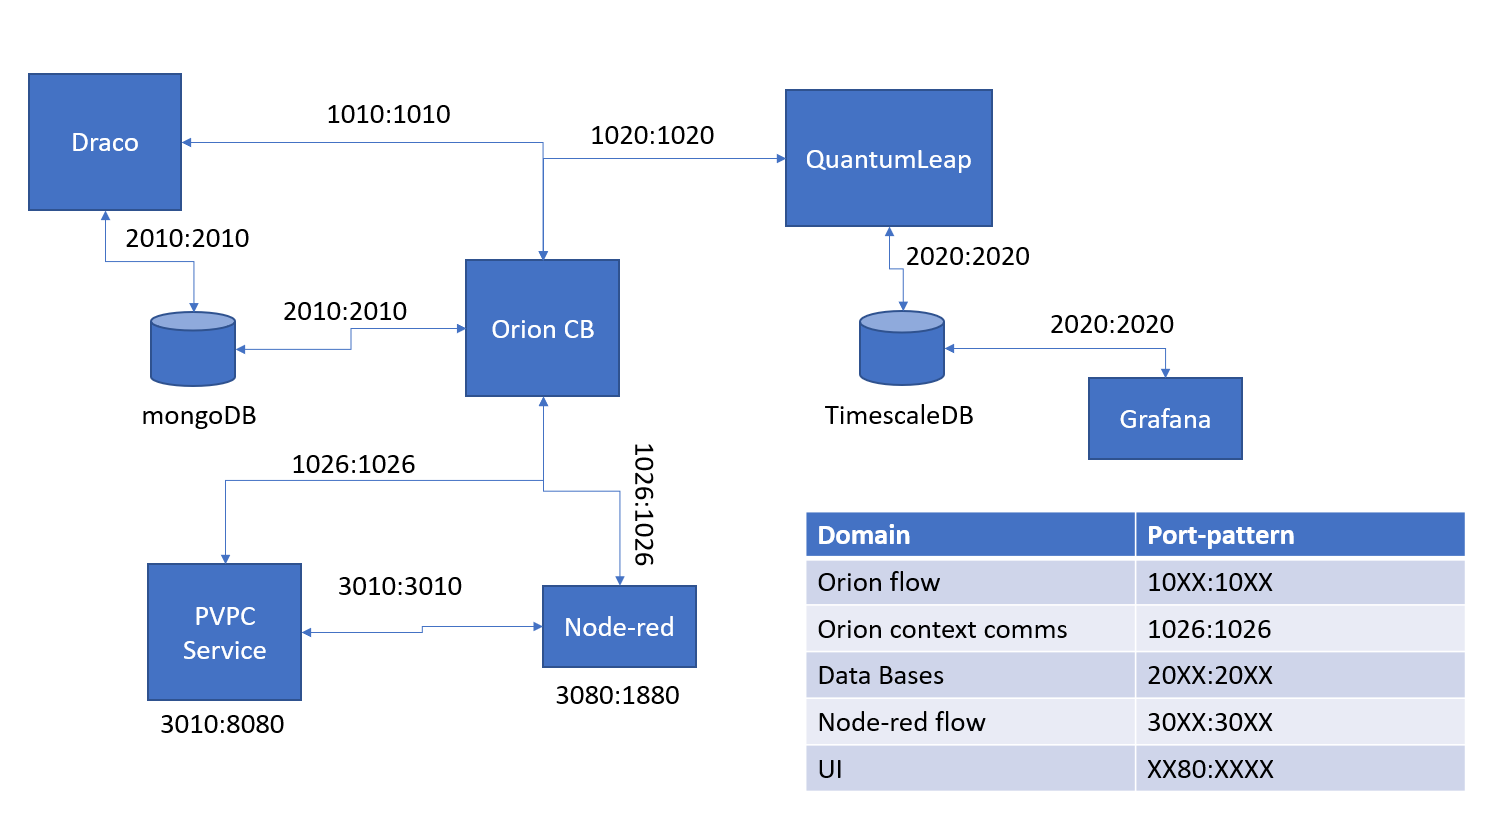 1010:1010
1020:1020
Draco
QuantumLeap
2010:2010
2020:2020
2010:2010
Orion CB
2020:2020
mongoDB
TimescaleDB
Grafana
1026:1026
1026:1026
3010:3010
PVPC
Service
Node-red
3010:8080
3080:1880
Domain Port-pattern
Orion flow 10XX:10XX
Orion context comms 1026:1026
Data Bases 20XX:20XX
Node-red flow 30XX:30XX
UI XX80:XXXX